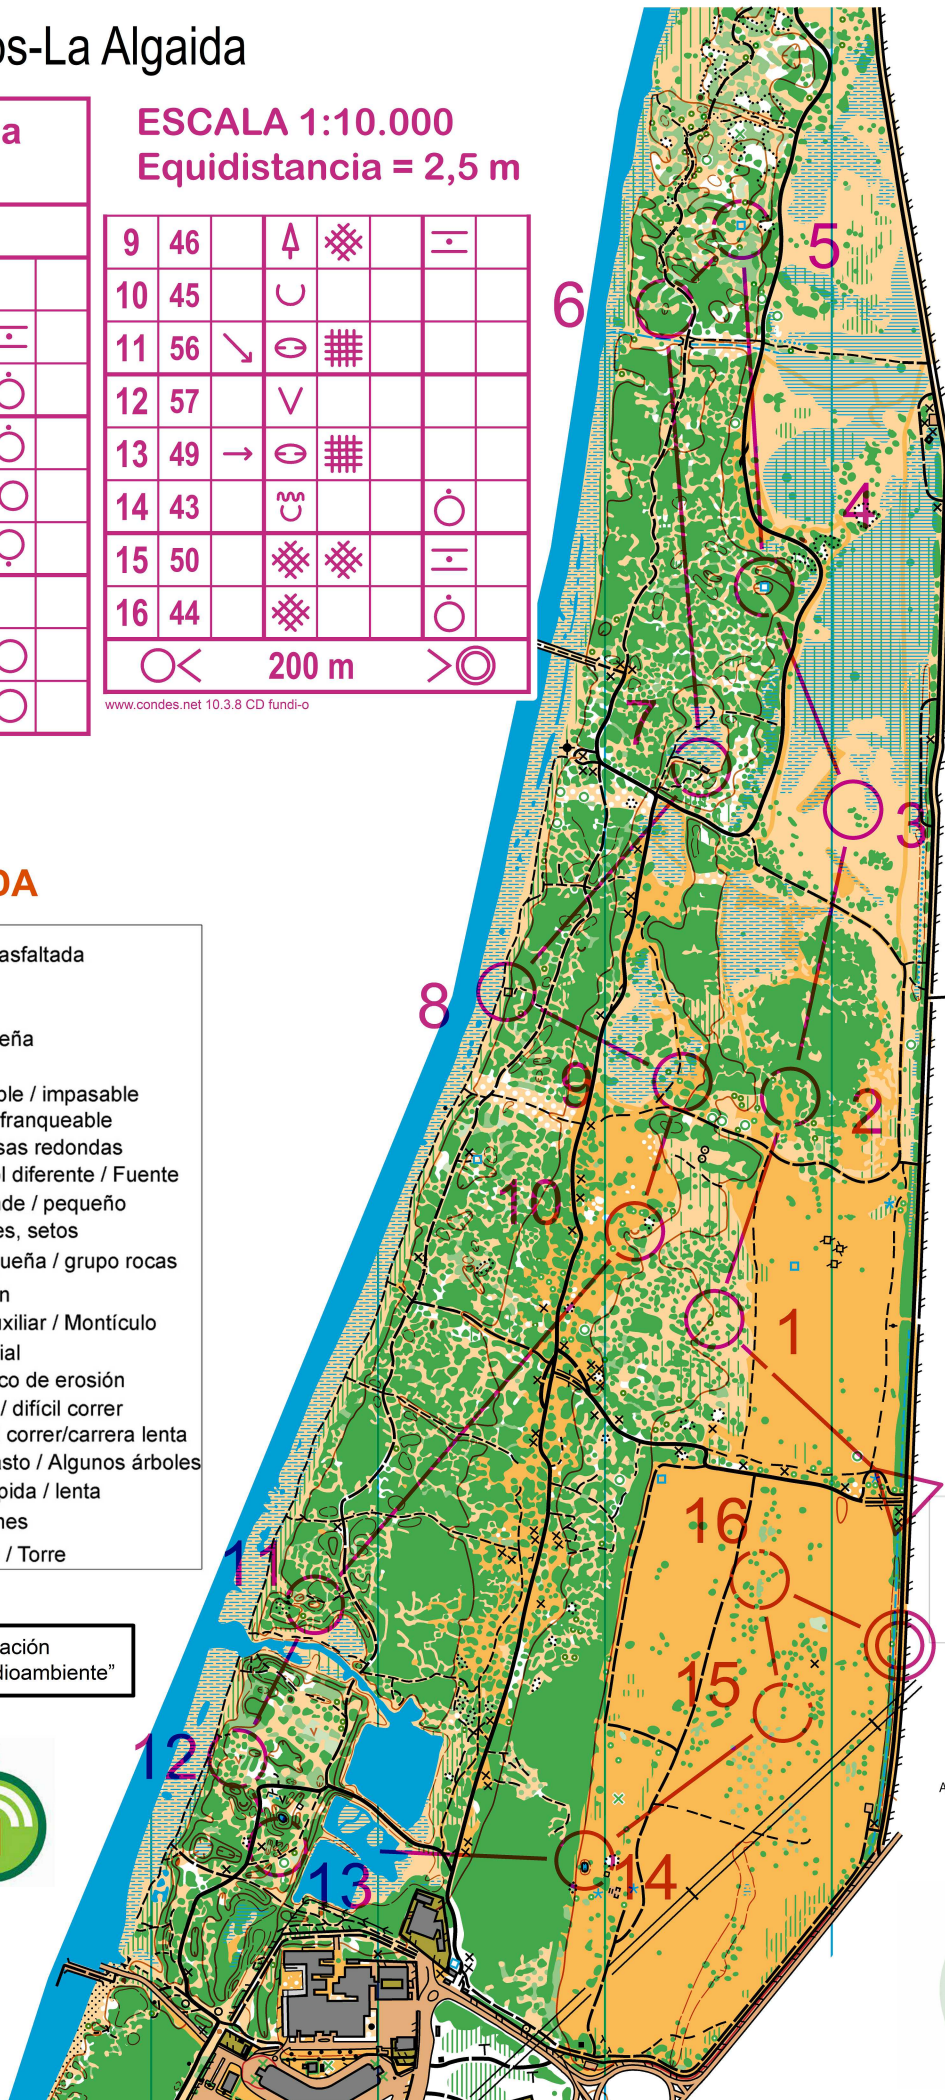 os-La Algaida
a
ESCALA 1:10.000
Equidistancia = 2,5 m
9 46
10 45
11 56
12 57
13 49
14 43
15 50
16 44
200 m
www.condes.net 10.3.8 CD fundi-o
DA
asfaltada
eña
ble / impasable
franqueable
sas redondas
ol diferente / Fuente
de / pequeño
es, setos
ueña / grupo rocas
n
uxiliar / Montículo
ial
co de erosión
/ difícil correr
correr/carrera lenta
asto / Algunos árboles
pida / lenta
nes
/ Torre
ación
dioambiente”
5
6
4
7
3
8
9
2
10
1
16
11
15
12
13
14
A